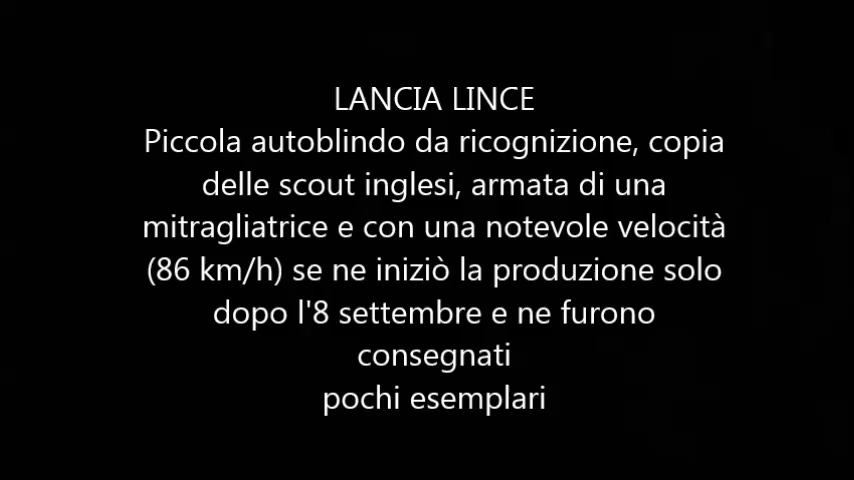 LANCIA LINCE
Piccola autoblindo da ricognizione, copia
delle scout inglesi, armata di una
mitragliatrice e con una notevole velocità
(86 km/h) se ne iniziò la produzione solo
dopo l'8 settembre e ne furono
consegnati
pochi esemplari